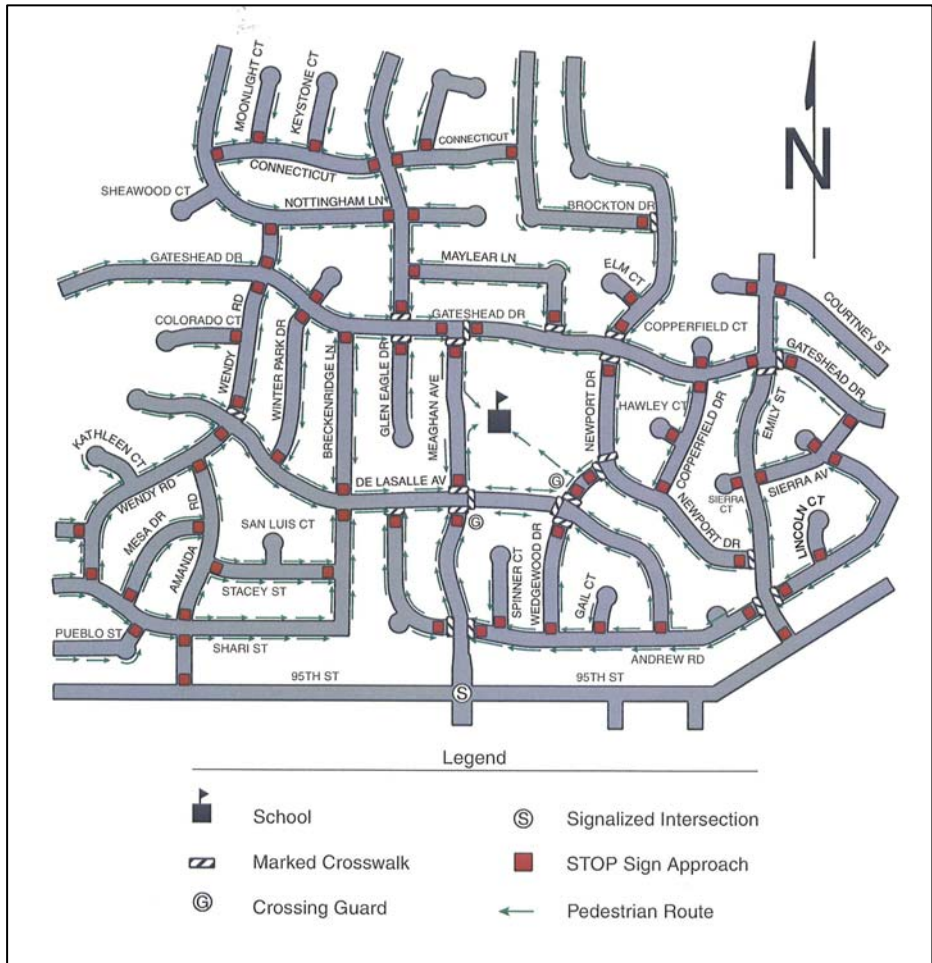 MOONLIGHT CT
KEYSTONE CT
CONNECTICUT
CONNECTICUT
N
SHEAWOOD CT
NOTTINGHAM LN
BROCKTON DR
GATESHEAD DR
MAYLEAR LN
ELM CT
COURTNEY ST
COLORADO CT
WENDY RD
WINTER PARK DR
BRECKENRIDGE LN
GLEN EAGLE DR
GATESHEAD DR
MEAGHAN AVE
COPPERFIELD CT
GATESHEAD DR
NEWPORT DR
HAWLEY CT
COPPERFIELD DR
EMILY ST
KATHLEEN CT
WENDY RD
DE LASALLE AV
G
SIERRA CT
SIERRA AV
MESA DR
AMANDA RD
SAN LUIS CT
G
NEWPORT DR
LINCOLN CT
STACEY ST
SPINNER CT
WEDGEWOOD DR
GAIL CT
PUEBLO ST
SHARI ST
ANDREW RD
95TH ST
S
95TH ST
Legend
School
S Signalized Intersection
Marked Crosswalk
STOP Sign Approach
G Crossing Guard
Pedestrian Route